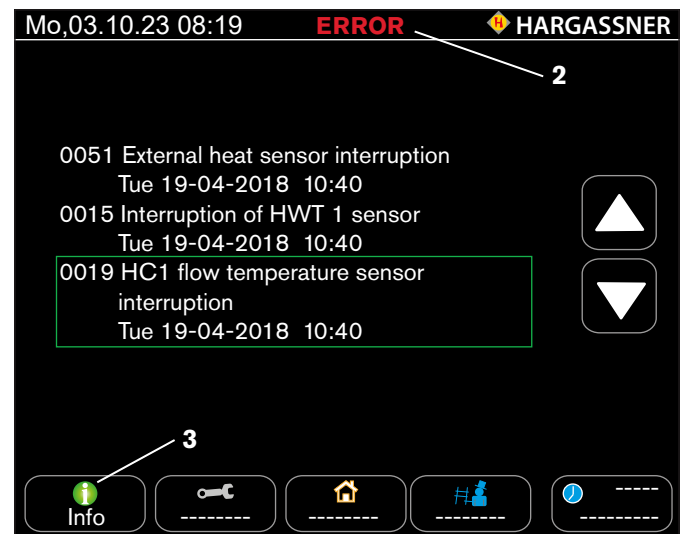 Mo,03.10.23 08:19 ERROR H HARGASSNER
2
0051 External heat sensor interruption
Tue 19-04-2018 10:40
0015 Interruption of HWT 1 sensor
Tue 19-04-2018 10:40
0019 HC1 flow temperature sensor
interruption
Tue 19-04-2018 10:40
3
i
-----
Info -------- -------- -------- ---------